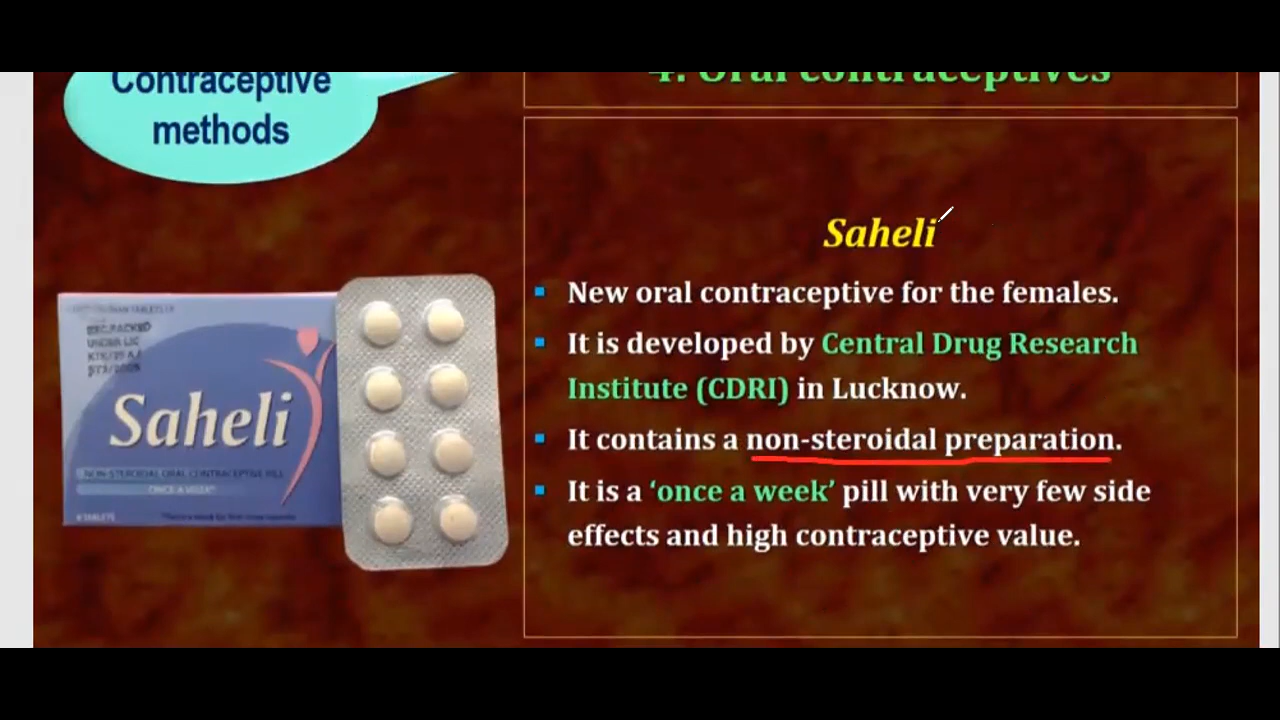 Contraceptive
methods
4. Oral contraceptives
Saheli
New oral contraceptive for the females.
It is developed by Central Drug Research
Institute (CDRI) in Lucknow.
It contains a non-steroidal preparation.
It is a ‘once a week’ pill with very few side
effects and high contraceptive value.
UNDER LIC
Saheli
NON-STEROIDAL ORAL CONTRACEPTIVE PILL
ONCE A WEEK*